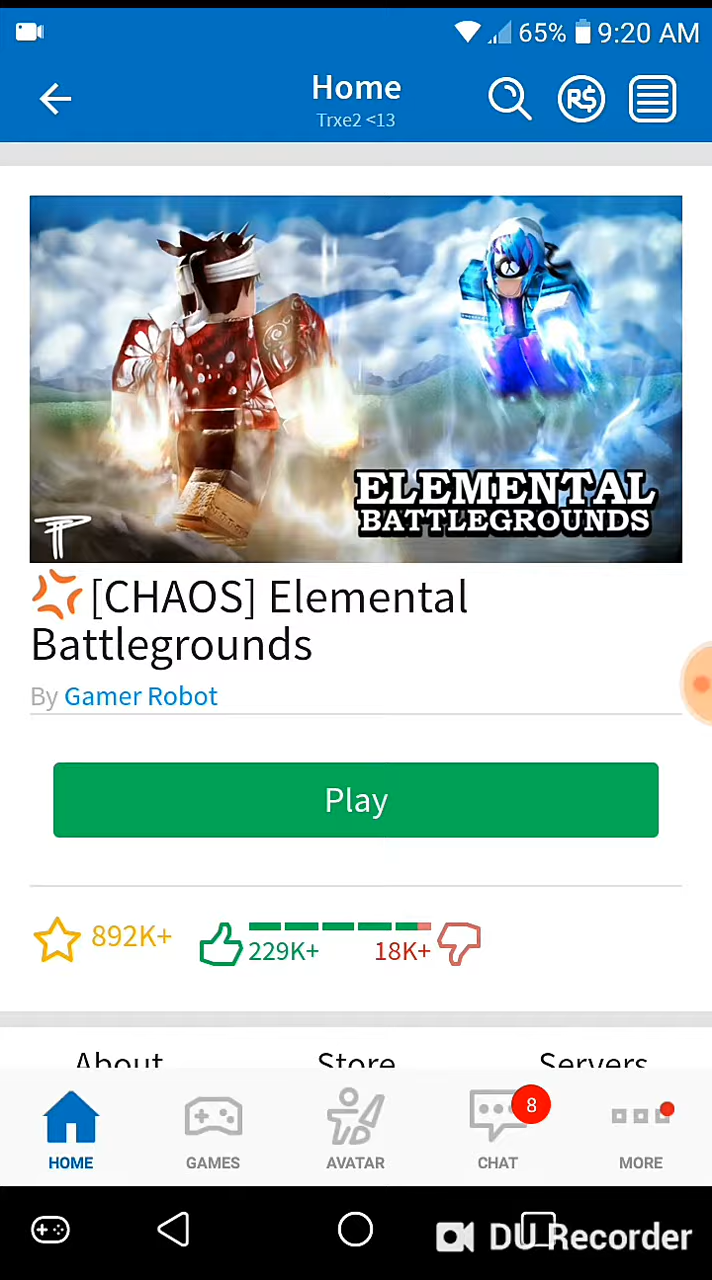 65% 9:20 AM
Home
Trxe2 <13
R$
ELEMENTAL
BATTLEGROUNDS
[CHAOS] Elemental
Battlegrounds
By Gamer Robot
Play
892K+ 229K+ 18K+
About Store Servers
8
HOME GAMES AVATAR CHAT MORE
DU Recorder